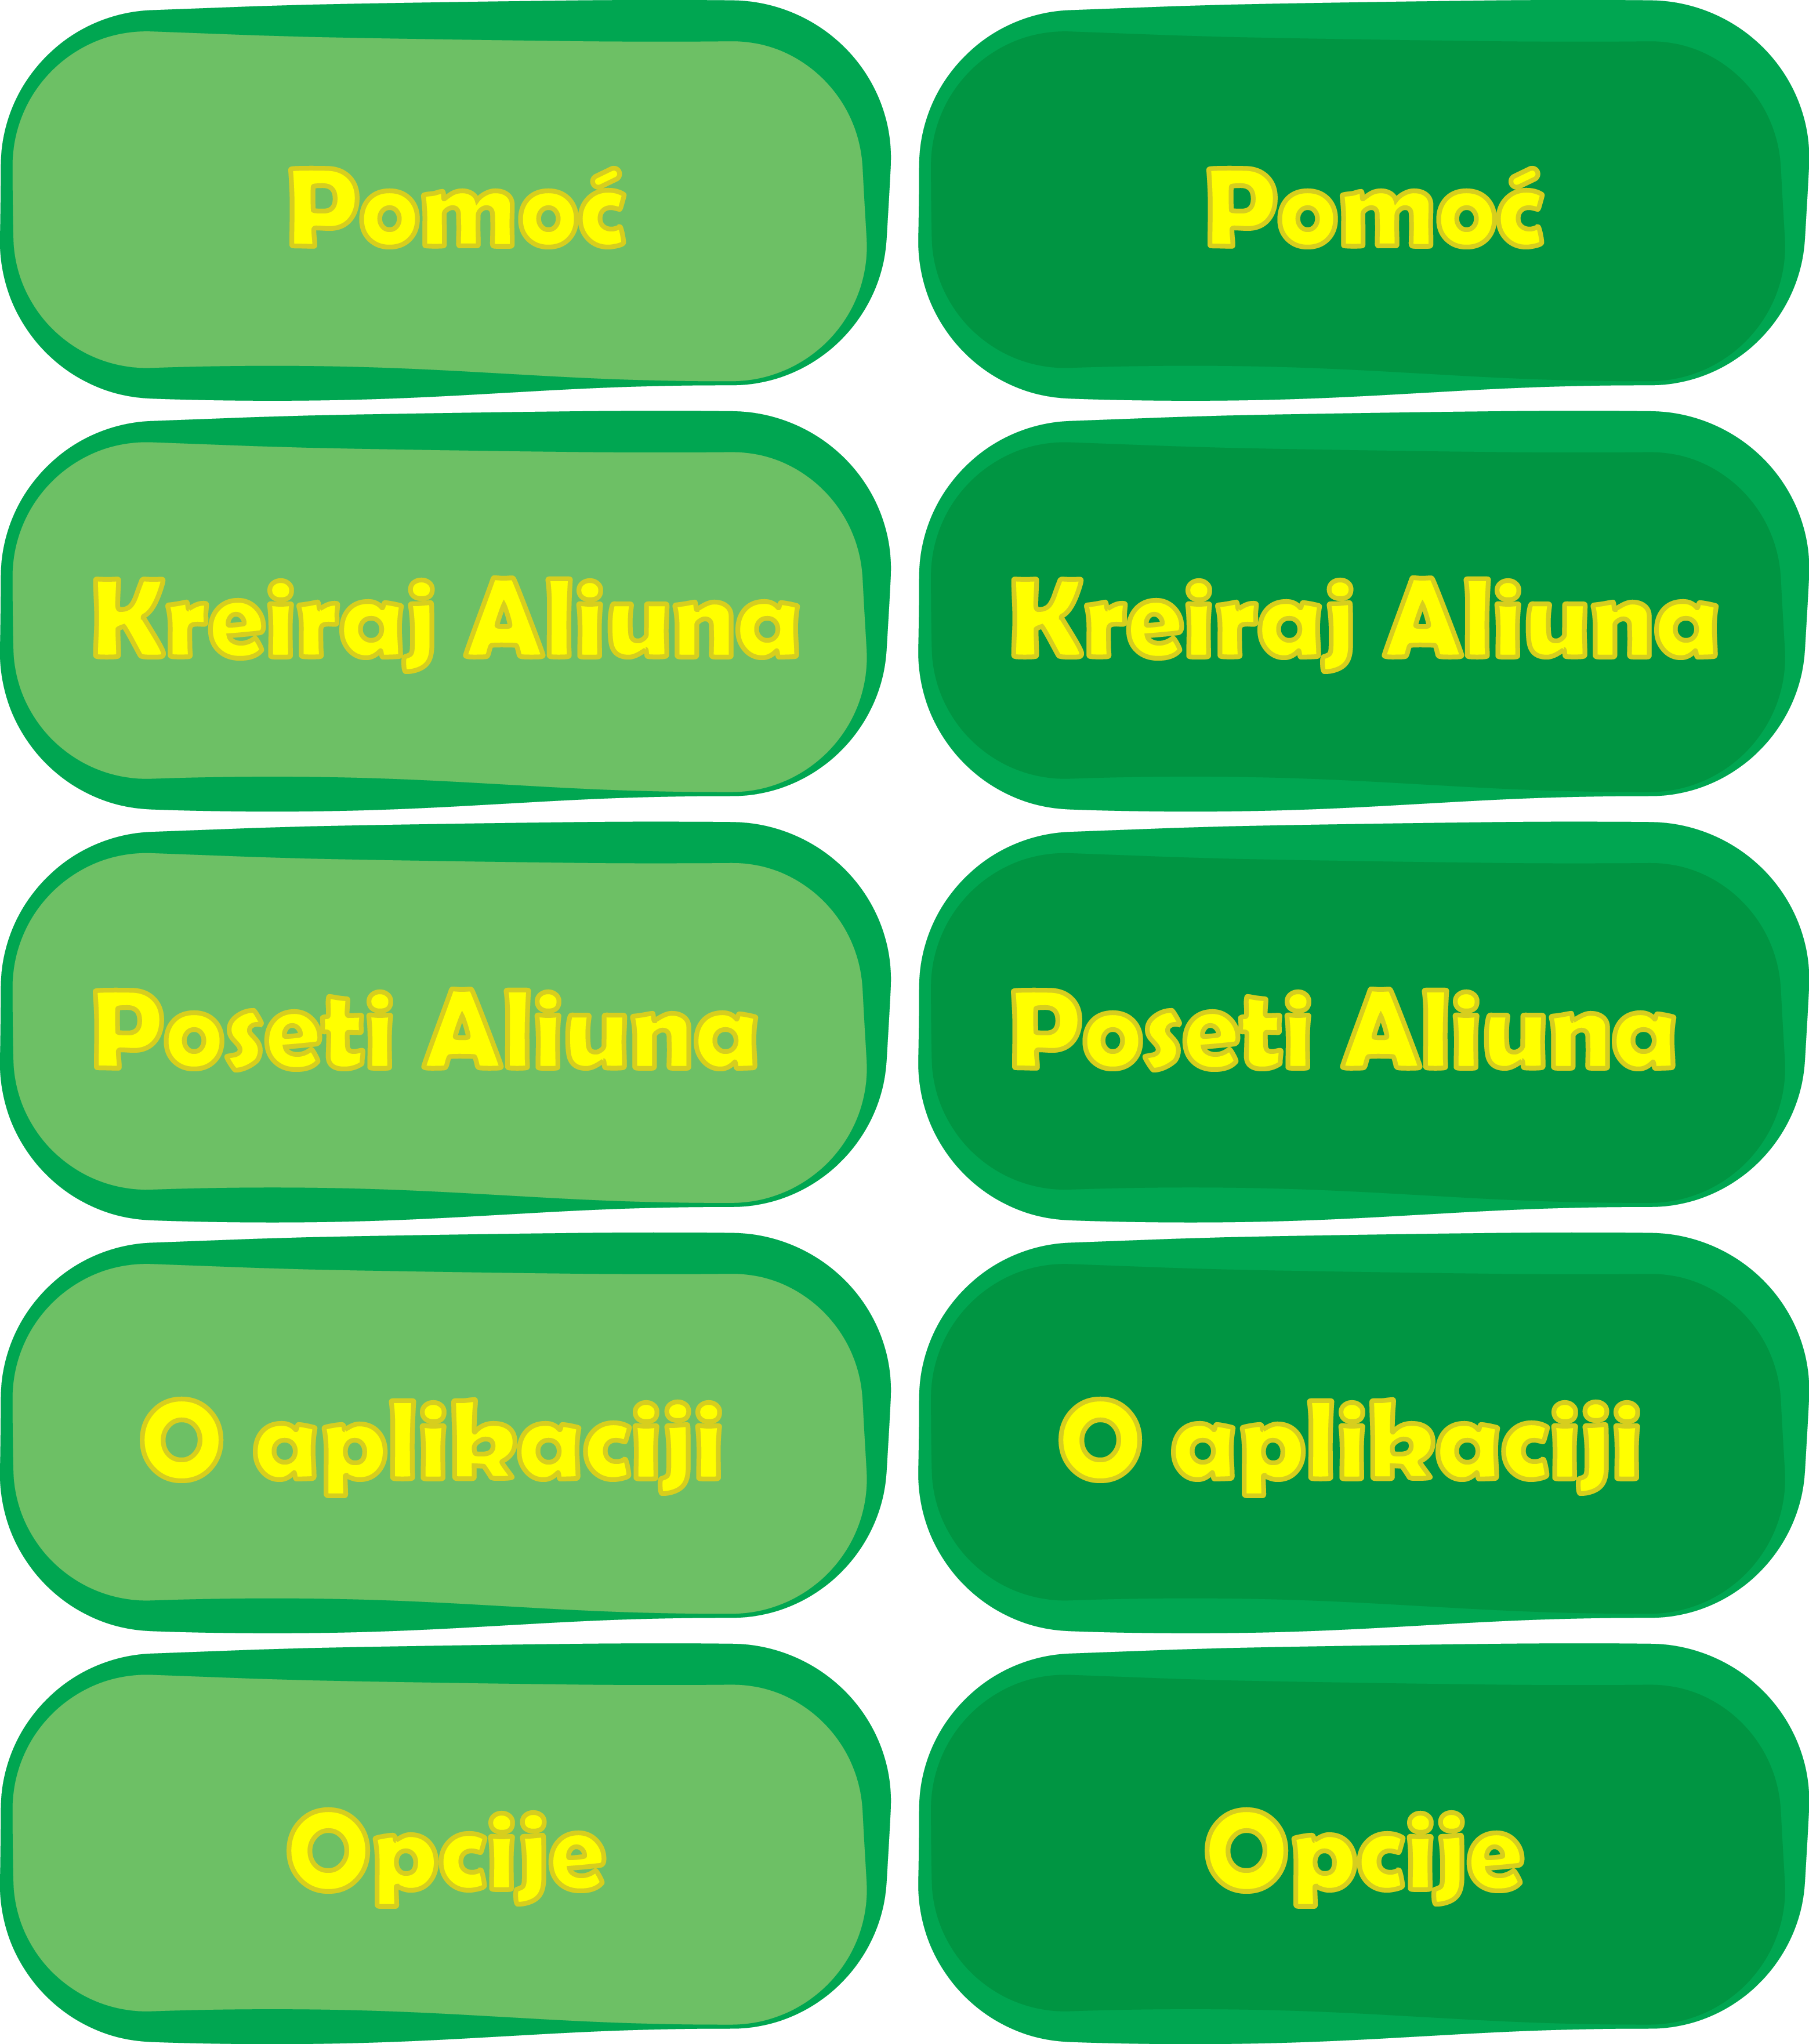 Pomoć Pomoć
Kreiraj Aliuna Kreiraj Aliuna
Poseti Aliuna Poseti Aliuna
O aplikaciji O aplikaciji
Opcije Opcije